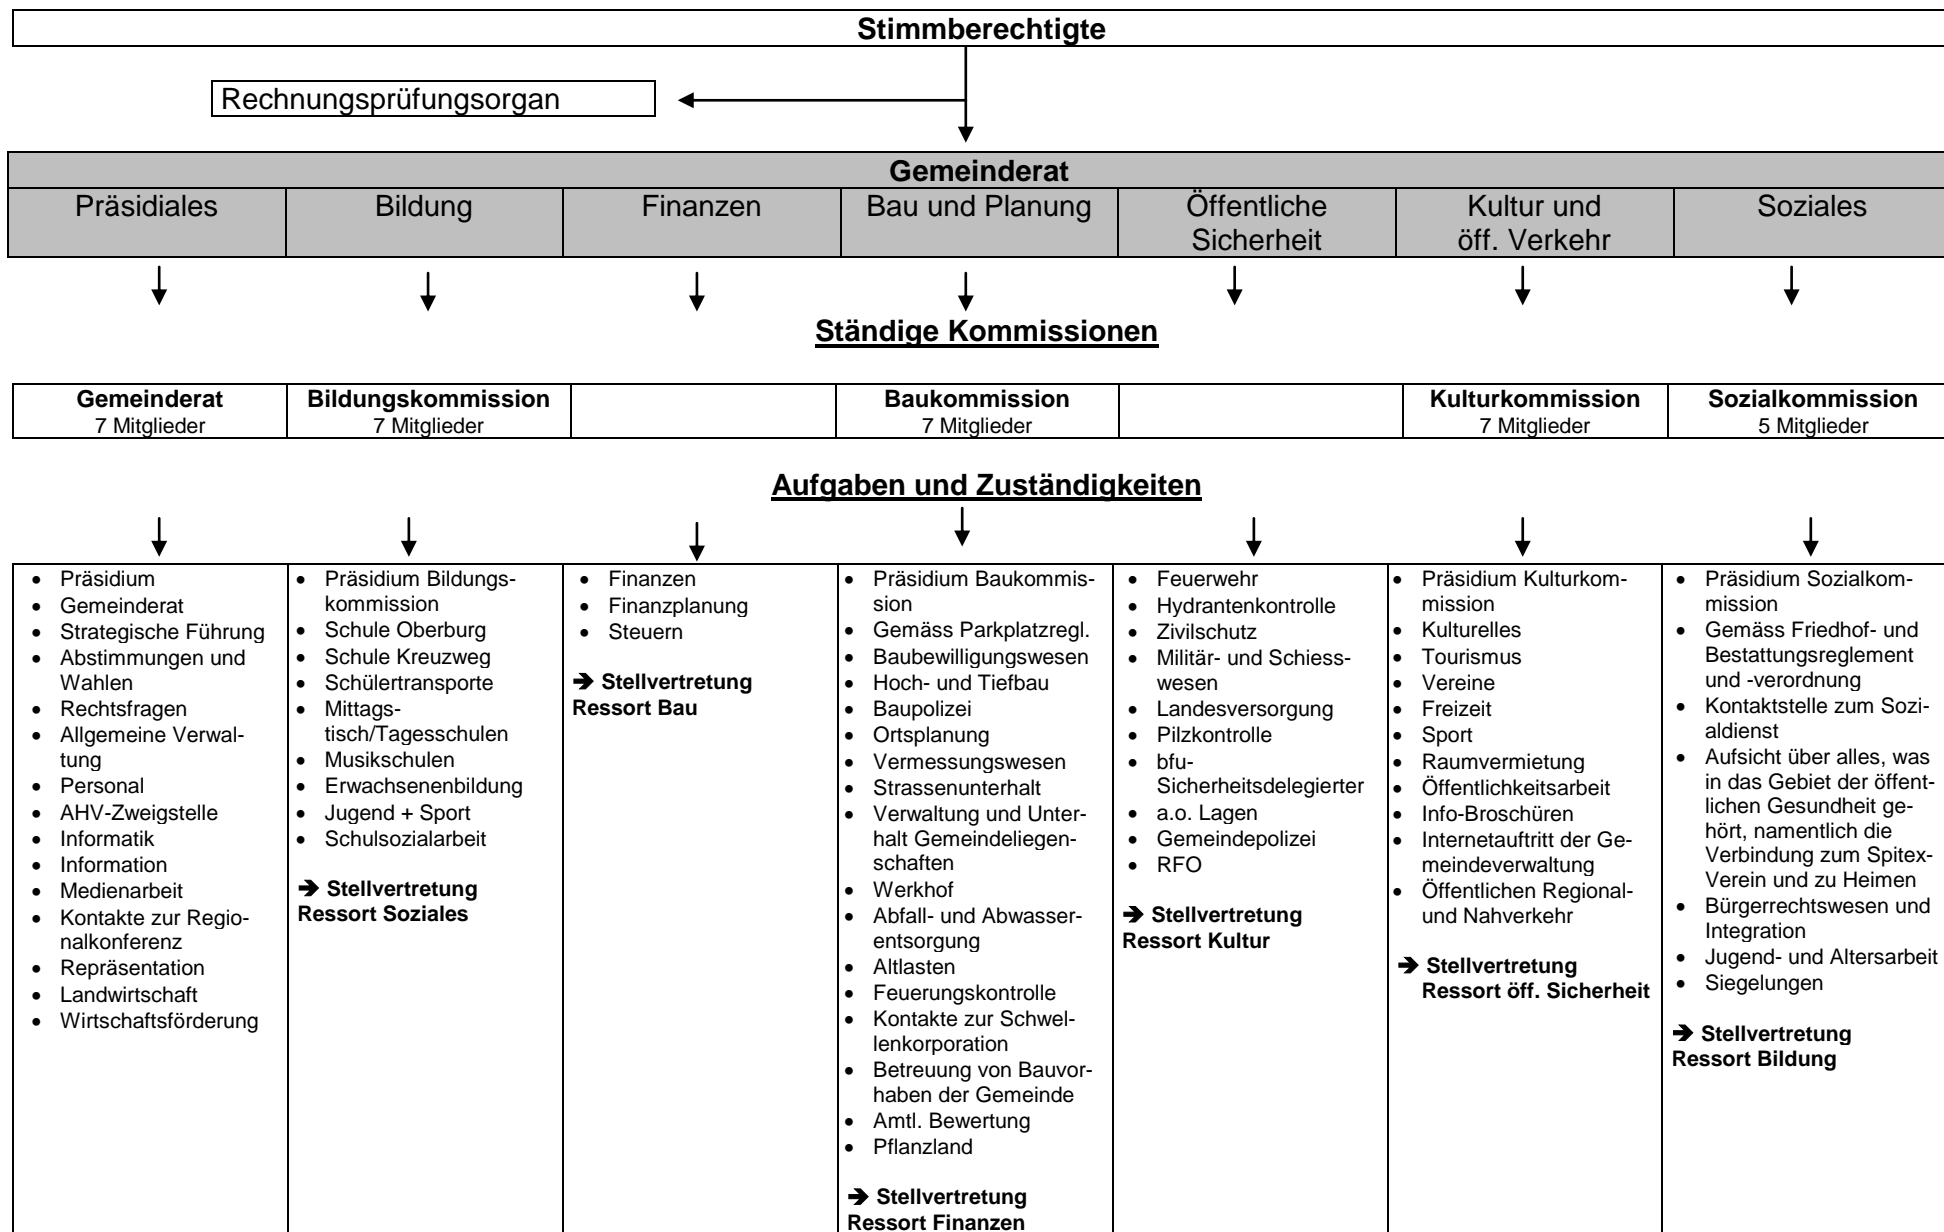 Stimmberechtigte
Rechnungsprüfungsorgan
Gemeinderat
Präsidiales
Bildung
Finanzen
Bau und Planung
Öffentliche
Sicherheit
Kultur und
öff. Verkehr
Soziales
Ständige Kommissionen
Gemeinderat
7 Mitglieder
Bildungskommission
7 Mitglieder
Baukommission
7 Mitglieder
Kulturkommission
7 Mitglieder
Sozialkommission
5 Mitglieder
Aufgaben und Zuständigkeiten
• Präsidium
• Gemeinderat
• Strategische Führung
• Abstimmungen und
Wahlen
• Rechtsfragen
• Allgemeine Verwal-
tung
• Personal
• AHV-Zweigstelle
• Informatik
• Information
• Medienarbeit
• Kontakte zur Regio-
nalkonferenz
• Repräsentation
• Landwirtschaft
• Wirtschaftsförderung
• Präsidium Bildungs-
kommission
• Schule Oberburg
• Schule Kreuzweg
• Schülertransporte
• Mittags-
tisch/Tagesschulen
• Musikschulen
• Erwachsenenbildung
• Jugend + Sport
• Schulsozialarbeit
➔ Stellvertretung
Ressort Soziales
• Finanzen
• Finanzplanung
• Steuern
➔ Stellvertretung
Ressort Bau
• Präsidium Baukommis-
sion
• Gemäss Parkplatzregl.
• Baubewilligungswesen
• Hoch- und Tiefbau
• Baupolizei
• Ortsplanung
• Vermessungswesen
• Strassenunterhalt
• Verwaltung und Unter-
halt Gemeindeliegen-
schaften
• Werkhof
• Abfall- und Abwasser-
entsorgung
• Altlasten
• Feuerungskontrolle
• Kontakte zur Schwel-
lenkorporation
• Betreuung von Bauvor-
haben der Gemeinde
• Amtl. Bewertung
• Pflanzland
➔ Stellvertretung
Ressort Finanzen
• Feuerwehr
• Hydrantenkontrolle
• Zivilschutz
• Militär- und Schiess-
wesen
• Landesversorgung
• Pilzkontrolle
• bfu-
Sicherheitsdelegierter
• a.o. Lagen
• Gemeindepolizei
• RFO
➔ Stellvertretung
Ressort Kultur
• Präsidium Kulturkom-
mission
• Kulturelles
• Tourismus
• Vereine
• Freizeit
• Sport
• Raumvermietung
• Öffentlichkeitsarbeit
• Info-Broschüren
• Internetauftritt der Ge-
meindeverwaltung
• Öffentlichen Regional-
und Nahverkehr
➔ Stellvertretung
Ressort öff. Sicherheit
• Präsidium Sozialkom-
mission
• Gemäss Friedhof- und
Bestattungsreglement
und -verordnung
• Kontaktstelle zum Sozi-
aldienst
• Aufsicht über alles, was
in das Gebiet der öffent-
lichen Gesundheit ge-
hört, namentlich die
Verbindung zum Spitex-
Verein und zu Heimen
• Bürgerrechtswesen und
Integration
• Jugend- und Altersarbeit
• Siegelungen
➔ Stellvertretung
Ressort Bildung